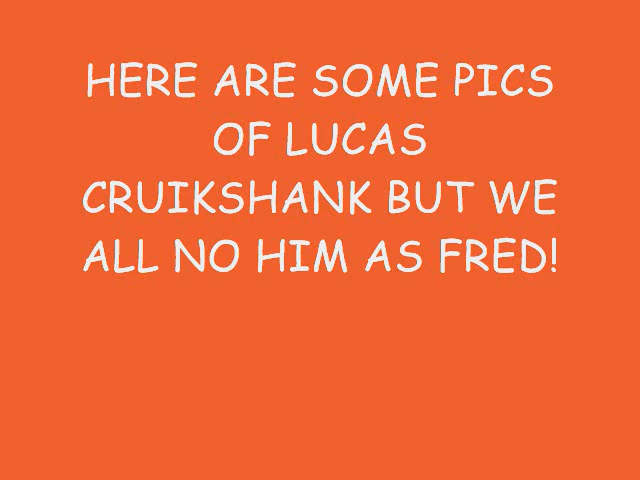 HERE ARE SOME PICS
OF LUCAS
CRUIKSHANK BUT WE
ALL NO HIM AS FRED!